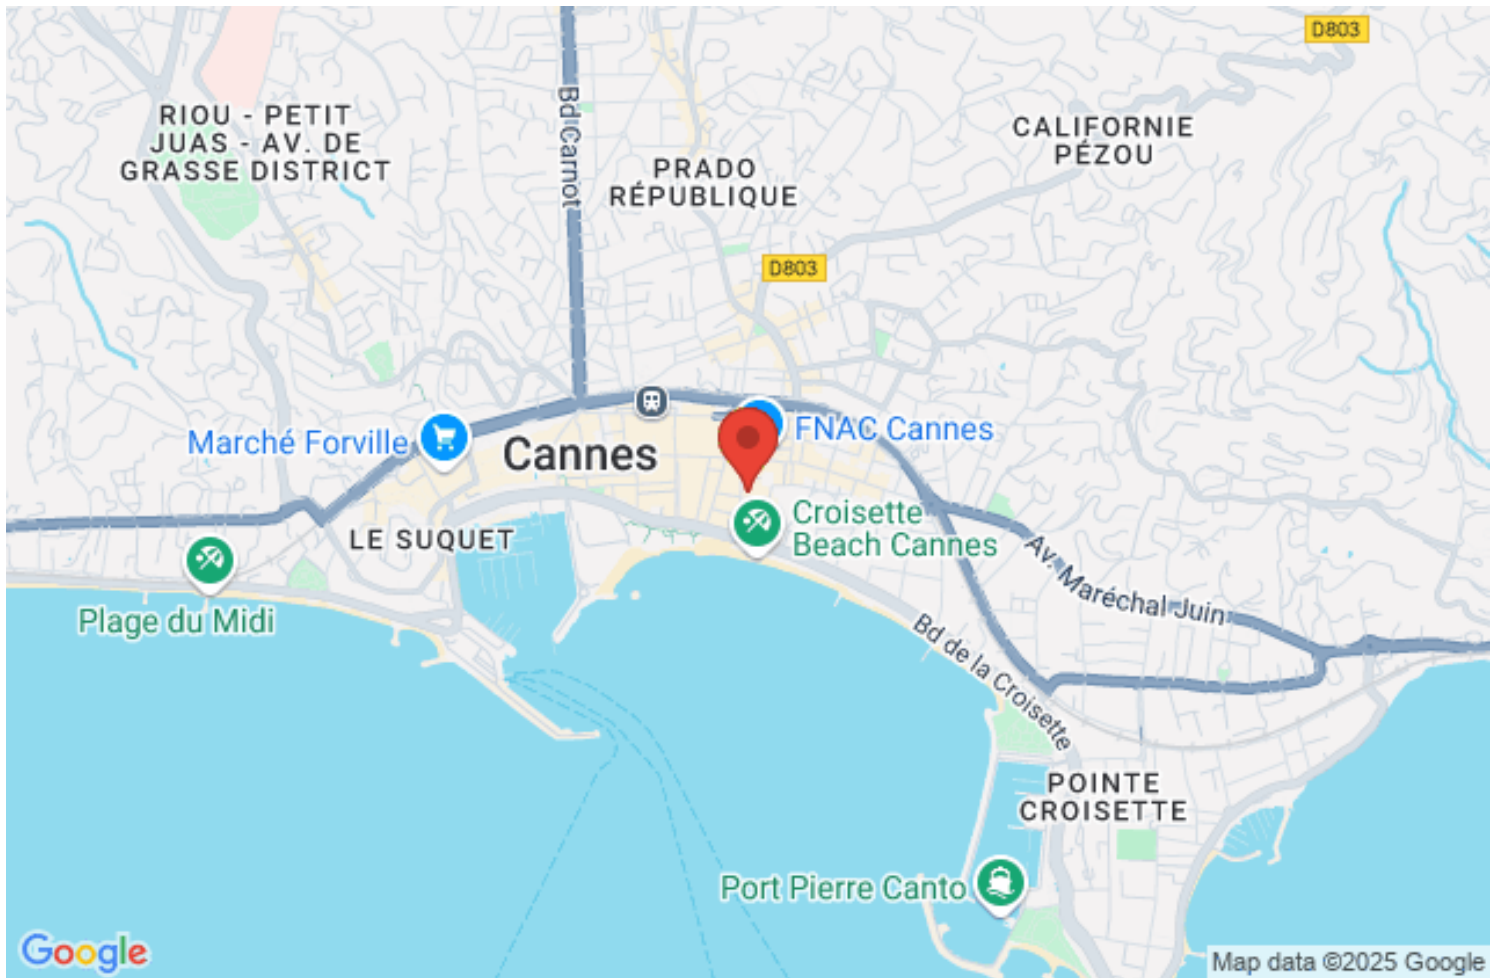 D803
RIOU - PETIT
JUAS - AV. DE
GRASSE DISTRICT
Bd Carnot
CALIFORNIE
PÉZOU
PRADO
RÉPUBLIQUE
D803
Marché Forville
Cannes
FNAC Cannes
LE SUQUET
Croisette
Beach Cannes
Plage du Midi
Av. Maréchal Juin
Bd de la Croisette
POINTE
CROISETTE
Port Pierre Canto
Google
Map data ©2025 Google